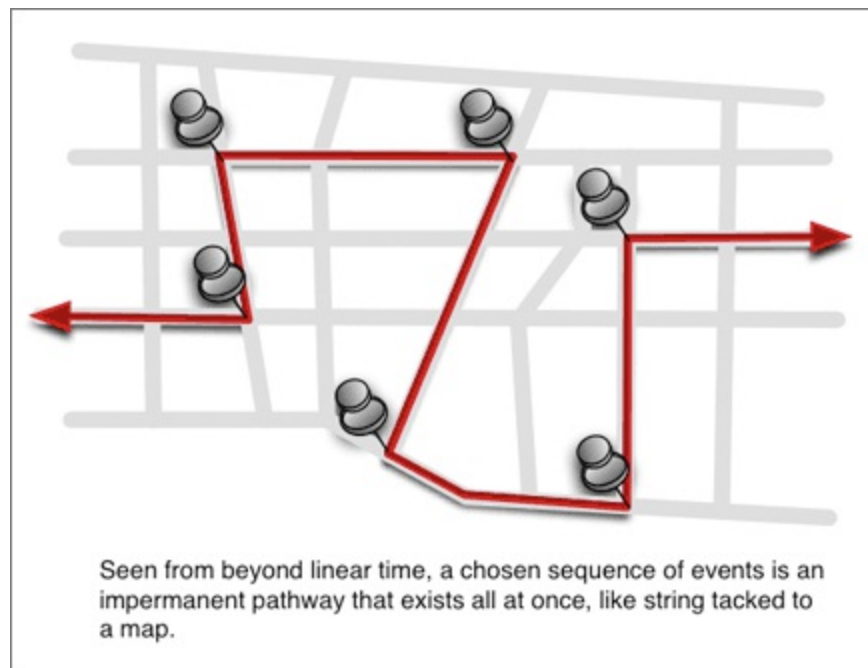 Seen from beyond linear time, a chosen sequence of events is an
impermanent pathway that exists all at once, like string tacked to
a map.